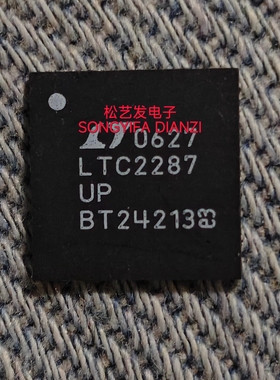 松艺发电子
SONGYIFA DIANZI
0627
LTC2287
UP
BT24213